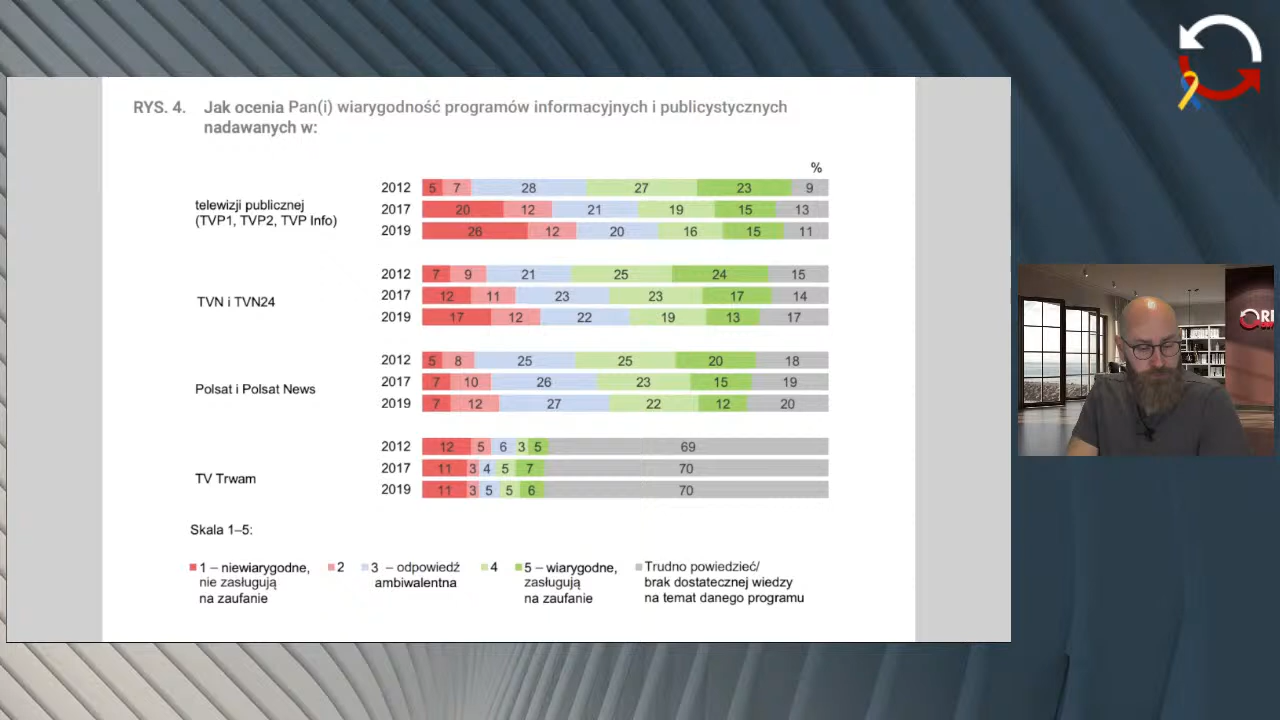 RYS. 4. Jak ocenia Pan(i) wiarygodność programów informacyjnych i publicystycznych
nadawanych w:
%
telewizji publicznej
(TVP1, TVP2, TVP Info)
2012 5 7 28 27 23 9
2017 20 12 21 19 15 13
2019 26 12 20 16 15 11
TVN i TVN24
2012 7 9 21 25 24 15
2017 12 11 23 23 17 14
2019 17 12 22 19 13 17
Polsat i Polsat News
2012 5 8 25 25 20 18
2017 7 10 26 23 15 19
2019 7 12 27 22 12 20
TV Trwam
2012 12 5 6 3 5 69
2017 11 3 4 5 7 70
2019 11 3 5 5 6 70
Skala 1–5:
1 – niewiarygodne,
nie zasługują
na zaufanie
2
3 – odpowiedź
ambiwalentna
4
5 – wiarygodne,
zasługują
na zaufanie
Trudno powiedzieć/
brak dostatecznej wiedzy
na temat danego programu